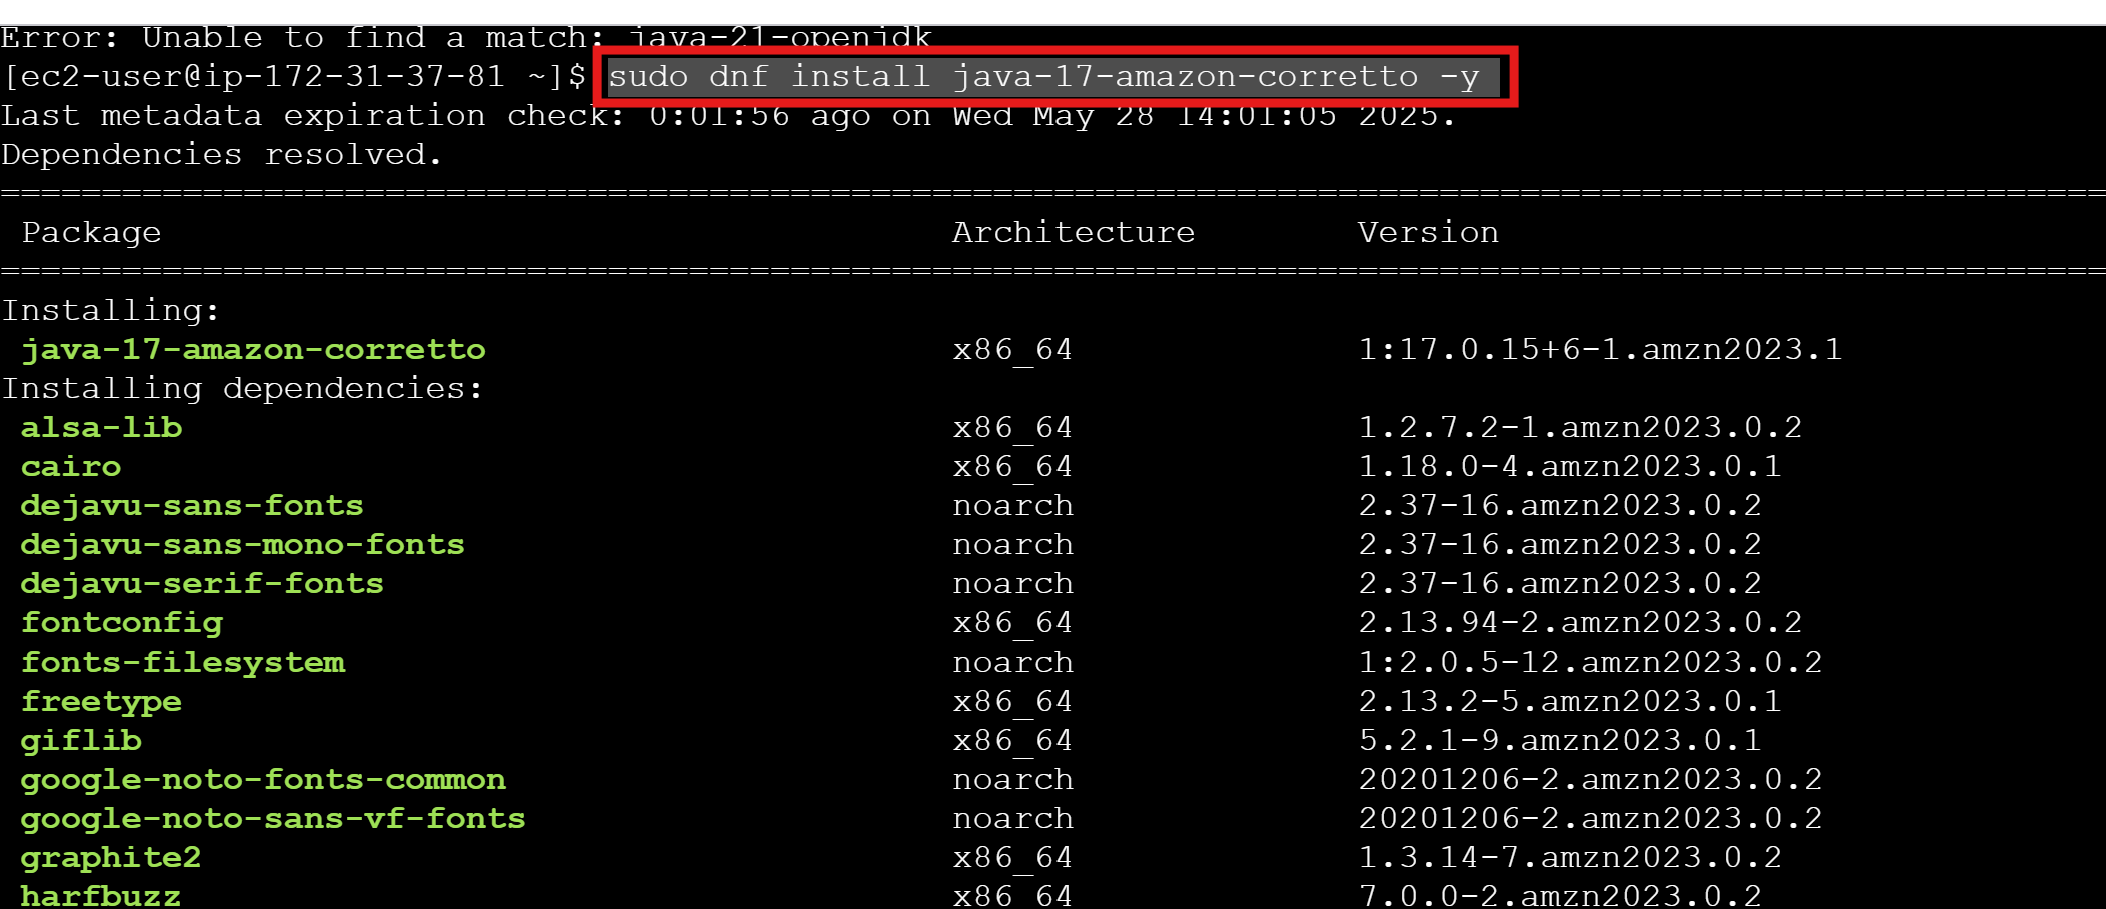 Error: Unable to find a match: java-21-openjdk
[ec2-user@ip-172-31-37-81 ~]$ sudo dnf install java-17-amazon-corretto -y
Last metadata expiration check: 0:01:56 ago on Wed May 28 14:01:05 2025.
Dependencies resolved.
========================================================================================================
Package Architecture Version
========================================================================================================
Installing:
java-17-amazon-corretto x86_64 1:17.0.15+6-1.amzn2023.1
Installing dependencies:
alsa-lib x86_64 1.2.7.2-1.amzn2023.0.2
cairo x86_64 1.18.0-4.amzn2023.0.1
dejavu-sans-fonts noarch 2.37-16.amzn2023.0.2
dejavu-sans-mono-fonts noarch 2.37-16.amzn2023.0.2
dejavu-serif-fonts noarch 2.37-16.amzn2023.0.2
fontconfig x86_64 2.13.94-2.amzn2023.0.2
fonts-filesystem noarch 1:2.0.5-12.amzn2023.0.2
freetype x86_64 2.13.2-5.amzn2023.0.1
giflib x86_64 5.2.1-9.amzn2023.0.1
google-noto-fonts-common noarch 20201206-2.amzn2023.0.2
google-noto-sans-vf-fonts noarch 20201206-2.amzn2023.0.2
graphite2 x86_64 1.3.14-7.amzn2023.0.2
harfbuzz x86_64 7.0.0-2.amzn2023.0.2